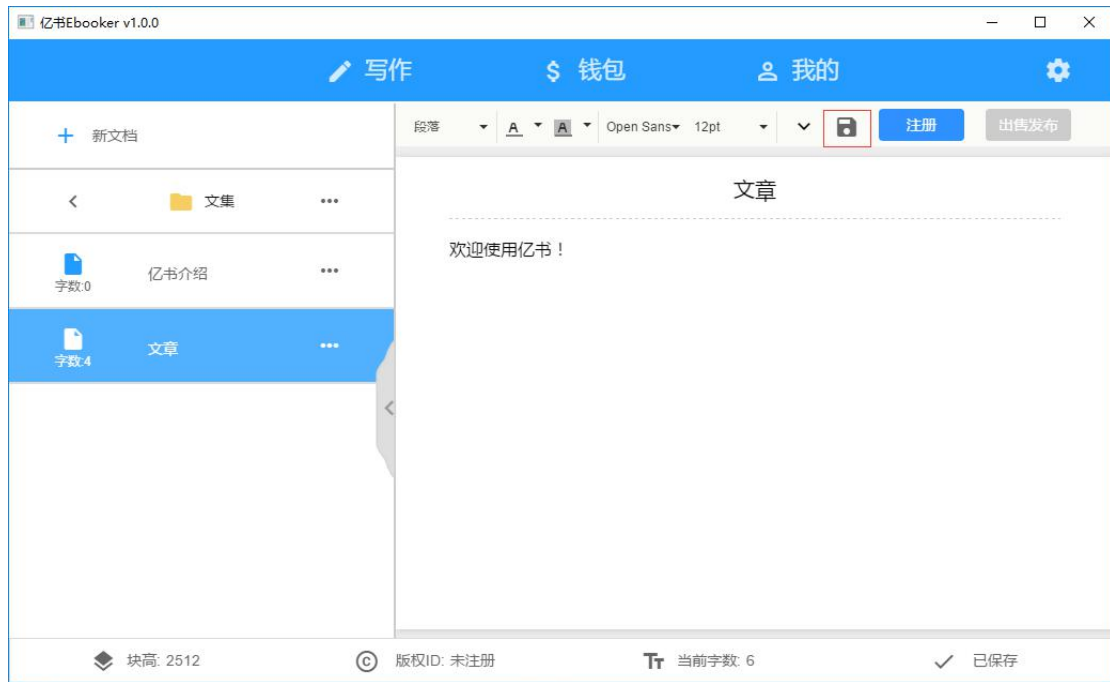 亿书Ebooker v1.0.0
写作 $ 钱包 我的
+ 新文档
段落 A A Open Sans 12pt 注册 出售发布
文集 •••
文章
亿书介绍 •••
字数:0
欢迎使用亿书！
文章 •••
字数:4
块高: 2512 © 版权ID: 未注册 TT 当前字数: 6 已保存